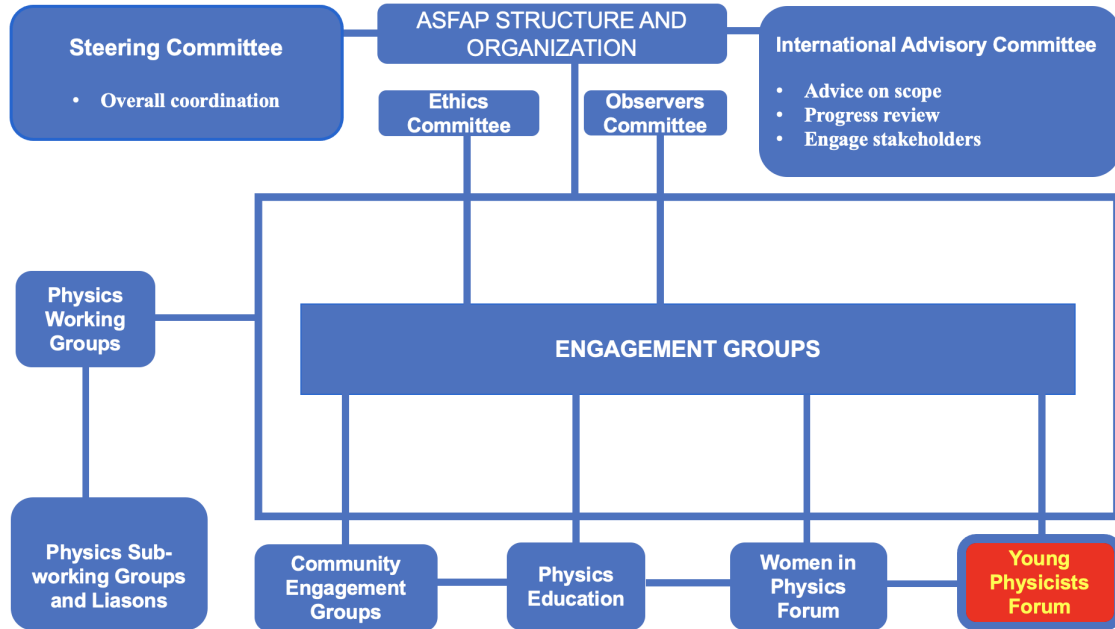 ASFAP STRUCTURE AND
ORGANIZATION
Steering Committee
• Overall coordination
International Advisory Committee
• Advice on scope
• Progress review
• Engage stakeholders
Ethics
Committee
Observers
Committee
Physics
Working
Groups
ENGAGEMENT GROUPS
Physics Sub-
working Groups
and Liasons
Community
Engagement
Groups
Physics
Education
Women in
Physics
Forum
Young
Physicists
Forum